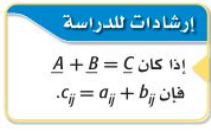 إرشادات للدراسة
إذا كان A + B = C
فإن cij = aij + bij.